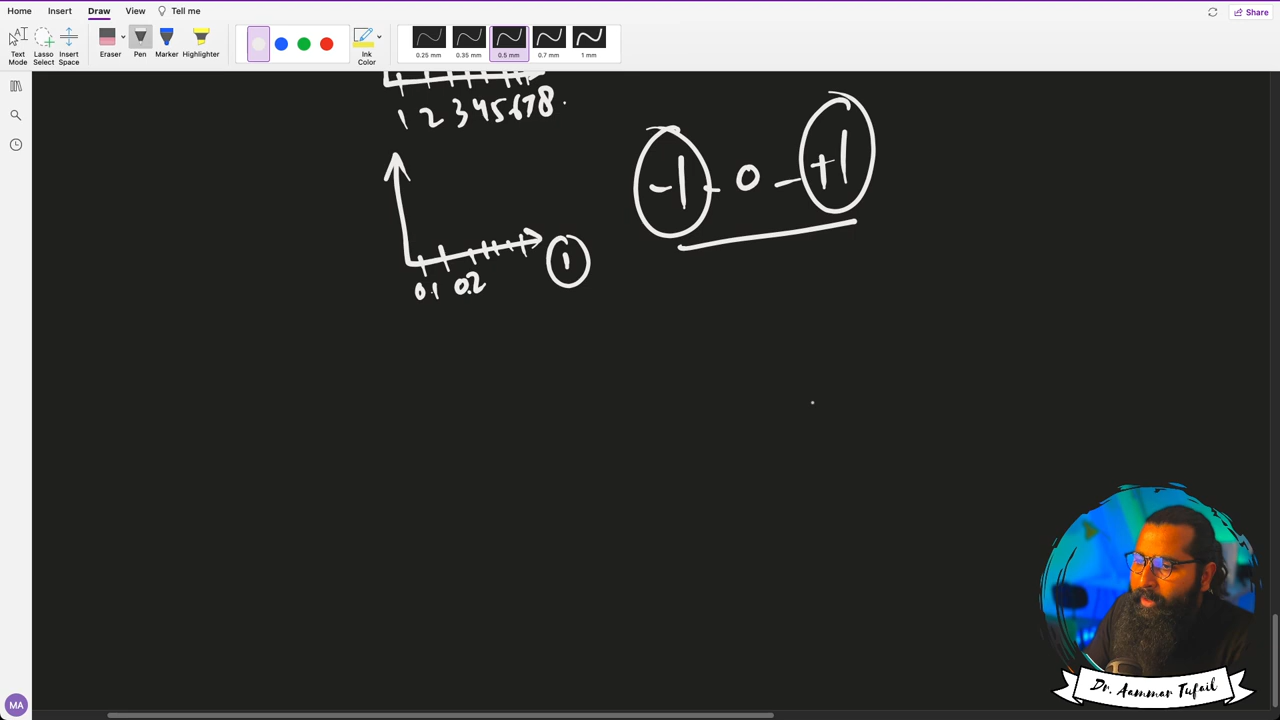 Home Insert Draw View Tell me
Share
Text Mode
Lasso Select
Insert Space
Eraser
Pen
Marker
Highlighter
Ink Color
0.25 mm
0.35 mm
0.5 mm
0.7 mm
1 mm
1 2 3 4 5 6 7 8
-1 - 0 - +1
0.1 0.2
1
MA
Dr. Aammar Tufail